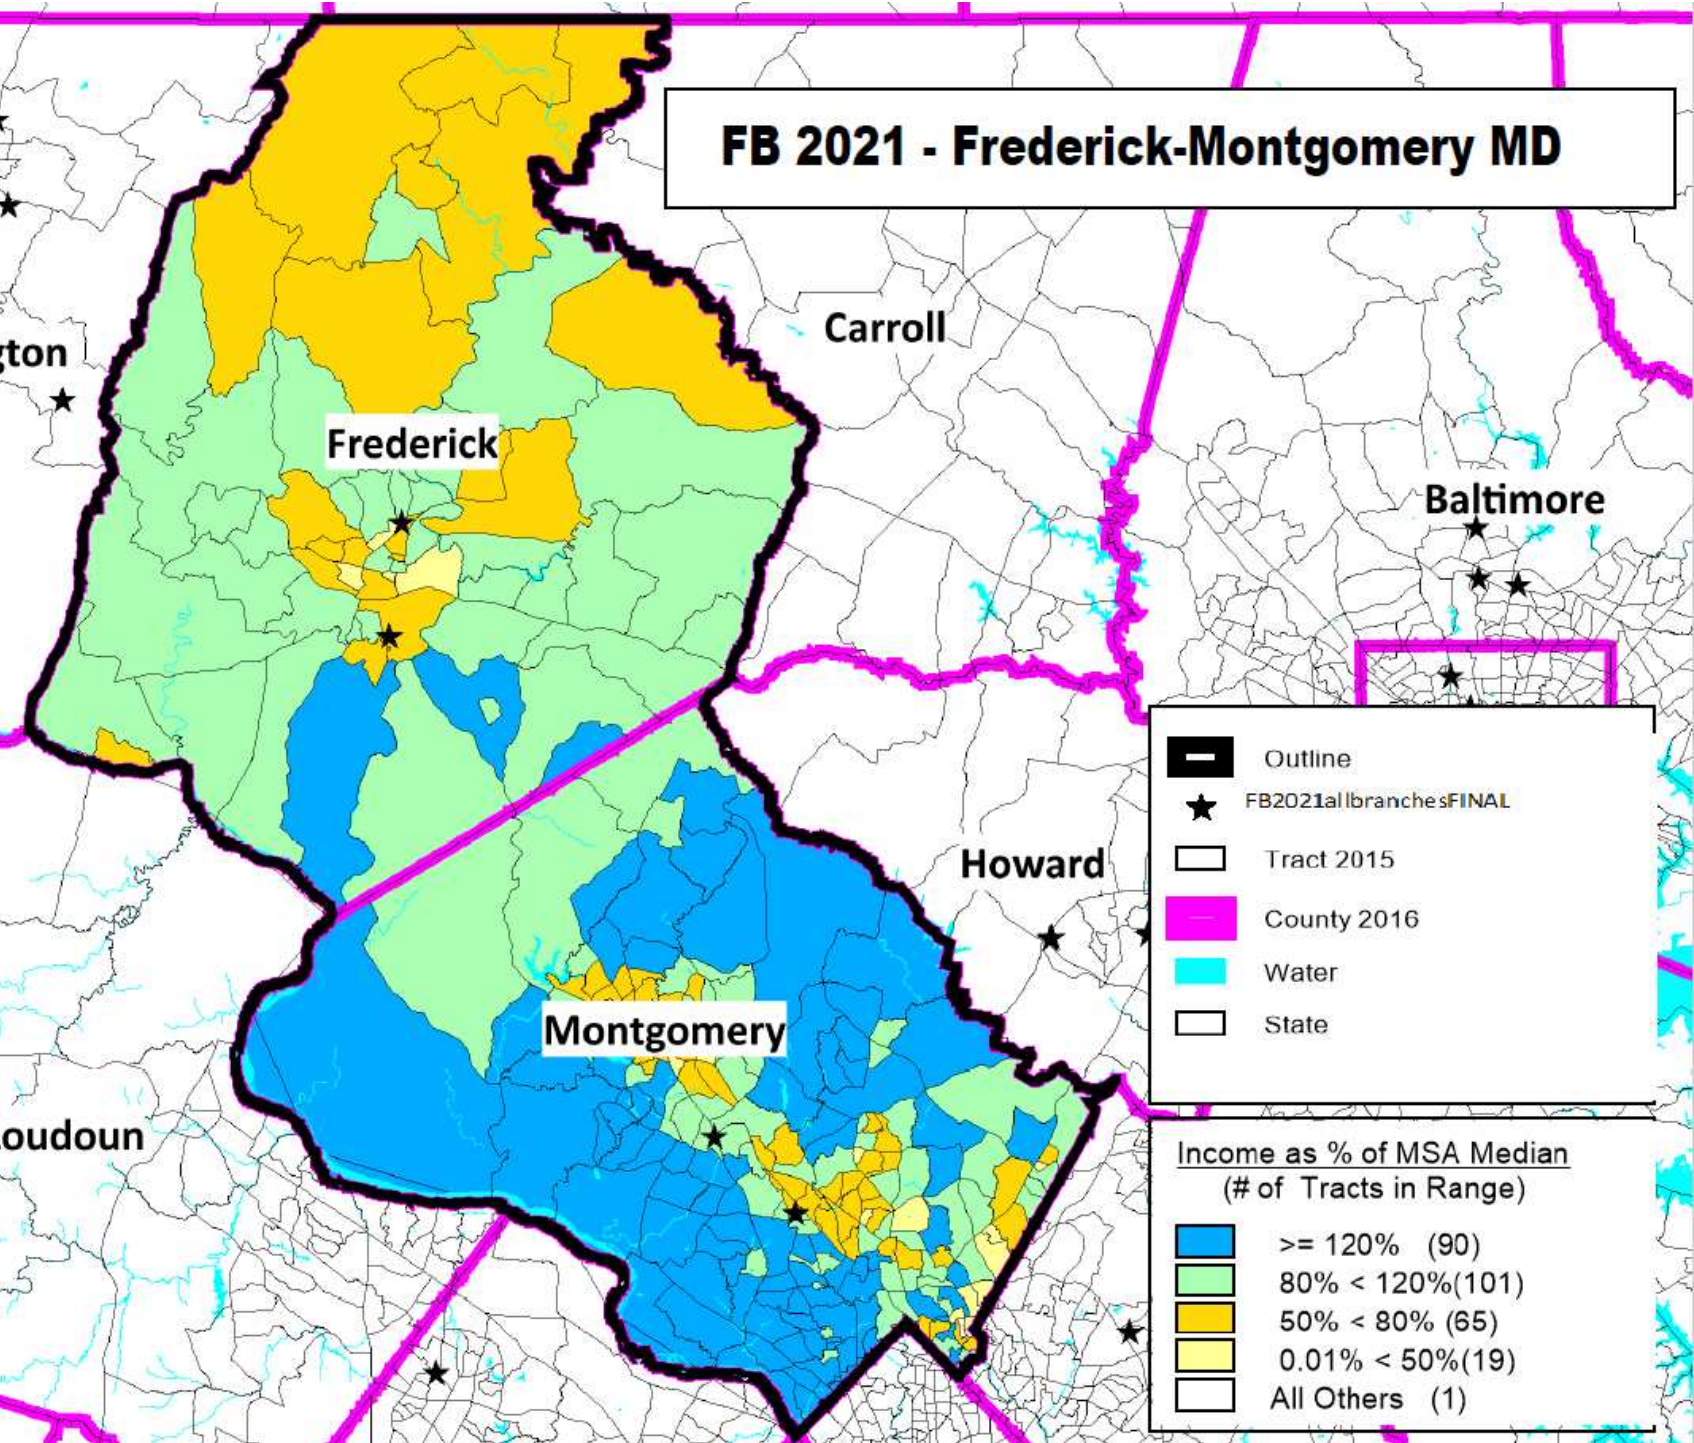 FB 2021 - Frederick-Montgomery MD
Carroll
gton
Frederick
Baltimore
Outline
FB2021allbranchesFINAL
Howard
Tract 2015
County 2016
Water
State
Montgomery
oudoun
Income as % of MSA Median
(# of Tracts in Range)
>= 120% (90)
80% < 120%(101)
50% < 80% (65)
0.01% < 50%(19)
All Others (1)